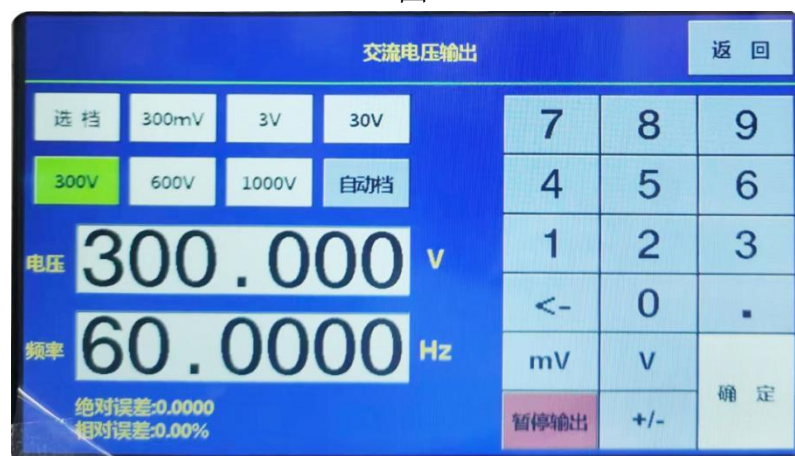 交流电压输出
返 回
选 档 300mV 3V 30V
300V 600V 1000V 自动档
电压 300.000 V
频率 60.0000 Hz
绝对误差:0.0000
相对误差:0.00%
7 8 9
4 5 6
1 2 3
<- 0 .
mV V
确 定
暂停输出 +/-